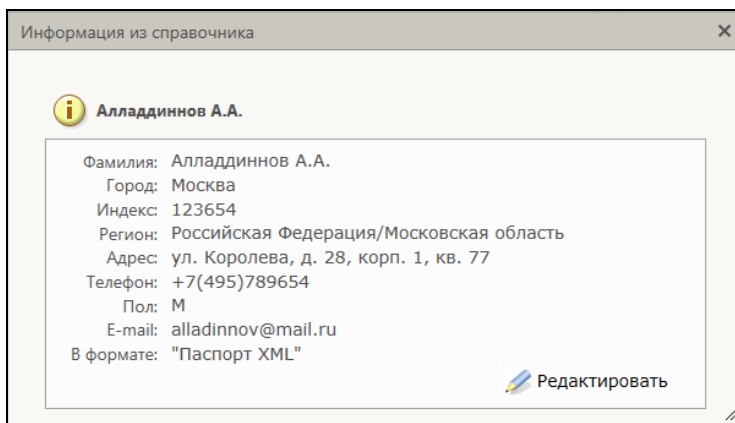 Информация из справочника
Алладдиннов А.А.
Фамилия: Алладдиннов А.А.
Город: Москва
Индекс: 123654
Регион: Российская Федерация/Московская область
Адрес: ул. Королева, д. 28, корп. 1, кв. 77
Телефон: +7(495)789654
Пол: М
E-mail: alladinnov@mail.ru
В формате: "Паспорт XML"
Редактировать